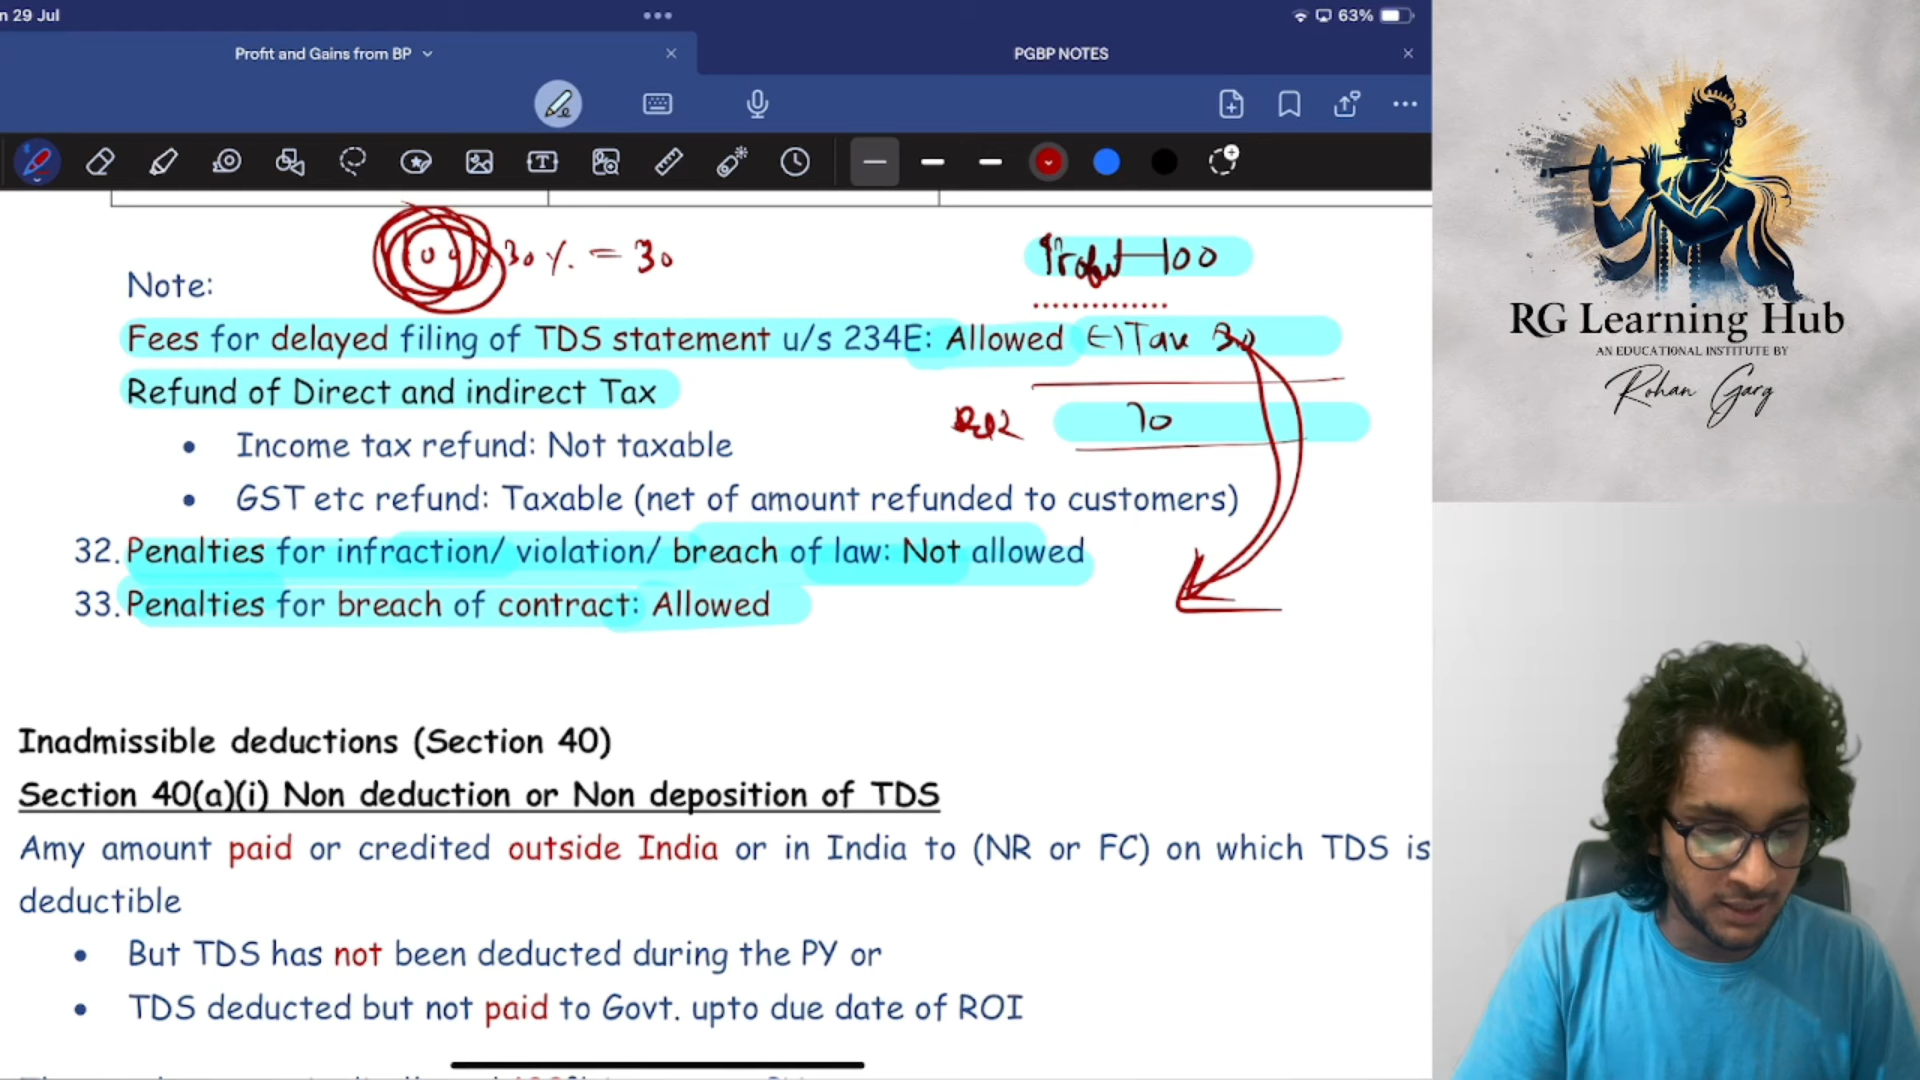 n 29 Jul
63%
Profit and Gains from BP
PGBP NOTES
100 30 %. = 30
Profit - 100
Note:
Fees for delayed filing of TDS statement u/s 234E: Allowed (-) Tax 30
Refund of Direct and indirect Tax
70
• Income tax refund: Not taxable
• GST etc refund: Taxable (net of amount refunded to customers)
32. Penalties for infraction/ violation/ breach of law: Not allowed
33. Penalties for breach of contract: Allowed
Inadmissible deductions (Section 40)
Section 40(a)(i) Non deduction or Non deposition of TDS
Amy amount paid or credited outside India or in India to (NR or FC) on which TDS is
deductible
• But TDS has not been deducted during the PY or
• TDS deducted but not paid to Govt. upto due date of ROI
RG Learning Hub
AN EDUCATIONAL INSTITUTE BY
Rohan Garg